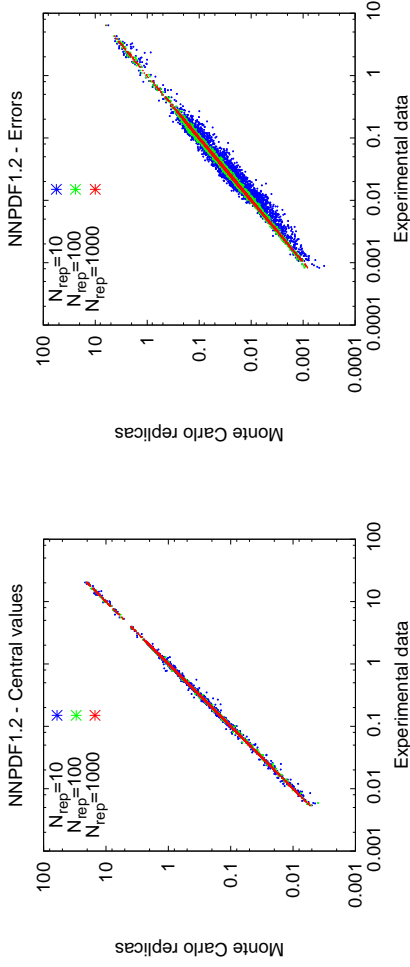 NNPDF1.2 - Central values
Monte Carlo replicas
100
10
1
0.1
0.01
0.001
N_rep=10
N_rep=100
N_rep=1000
0.001 0.01 0.1 1 10 100
Experimental data
NNPDF1.2 - Errors
Monte Carlo replicas
100
10
1
0.1
0.01
0.001
0.0001
N_rep=10
N_rep=100
N_rep=1000
0.0001 0.001 0.01 0.1 1 10
Experimental data